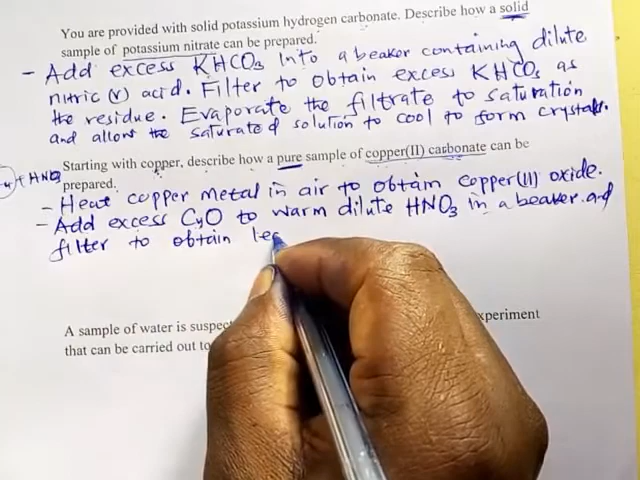 You are provided with solid potassium hydrogen carbonate. Describe how a solid
sample of potassium nitrate can be prepared.
- Add excess KHCO3 into a beaker containing dilute
nitric (V) acid. Filter to obtain excess KHCO3 as
the residue. Evaporate the filtrate to saturation
and allow the saturated solution to cool to form crystals.
Starting with copper, describe how a pure sample of copper(II) carbonate can be
prepared.
+ HNO3
- Heat copper metal in air to obtain copper(II) oxide.
- Add excess CuO to warm dilute HNO3 in a beaker and
filter to obtain
A sample of water is
xperiment
that can be carried out to